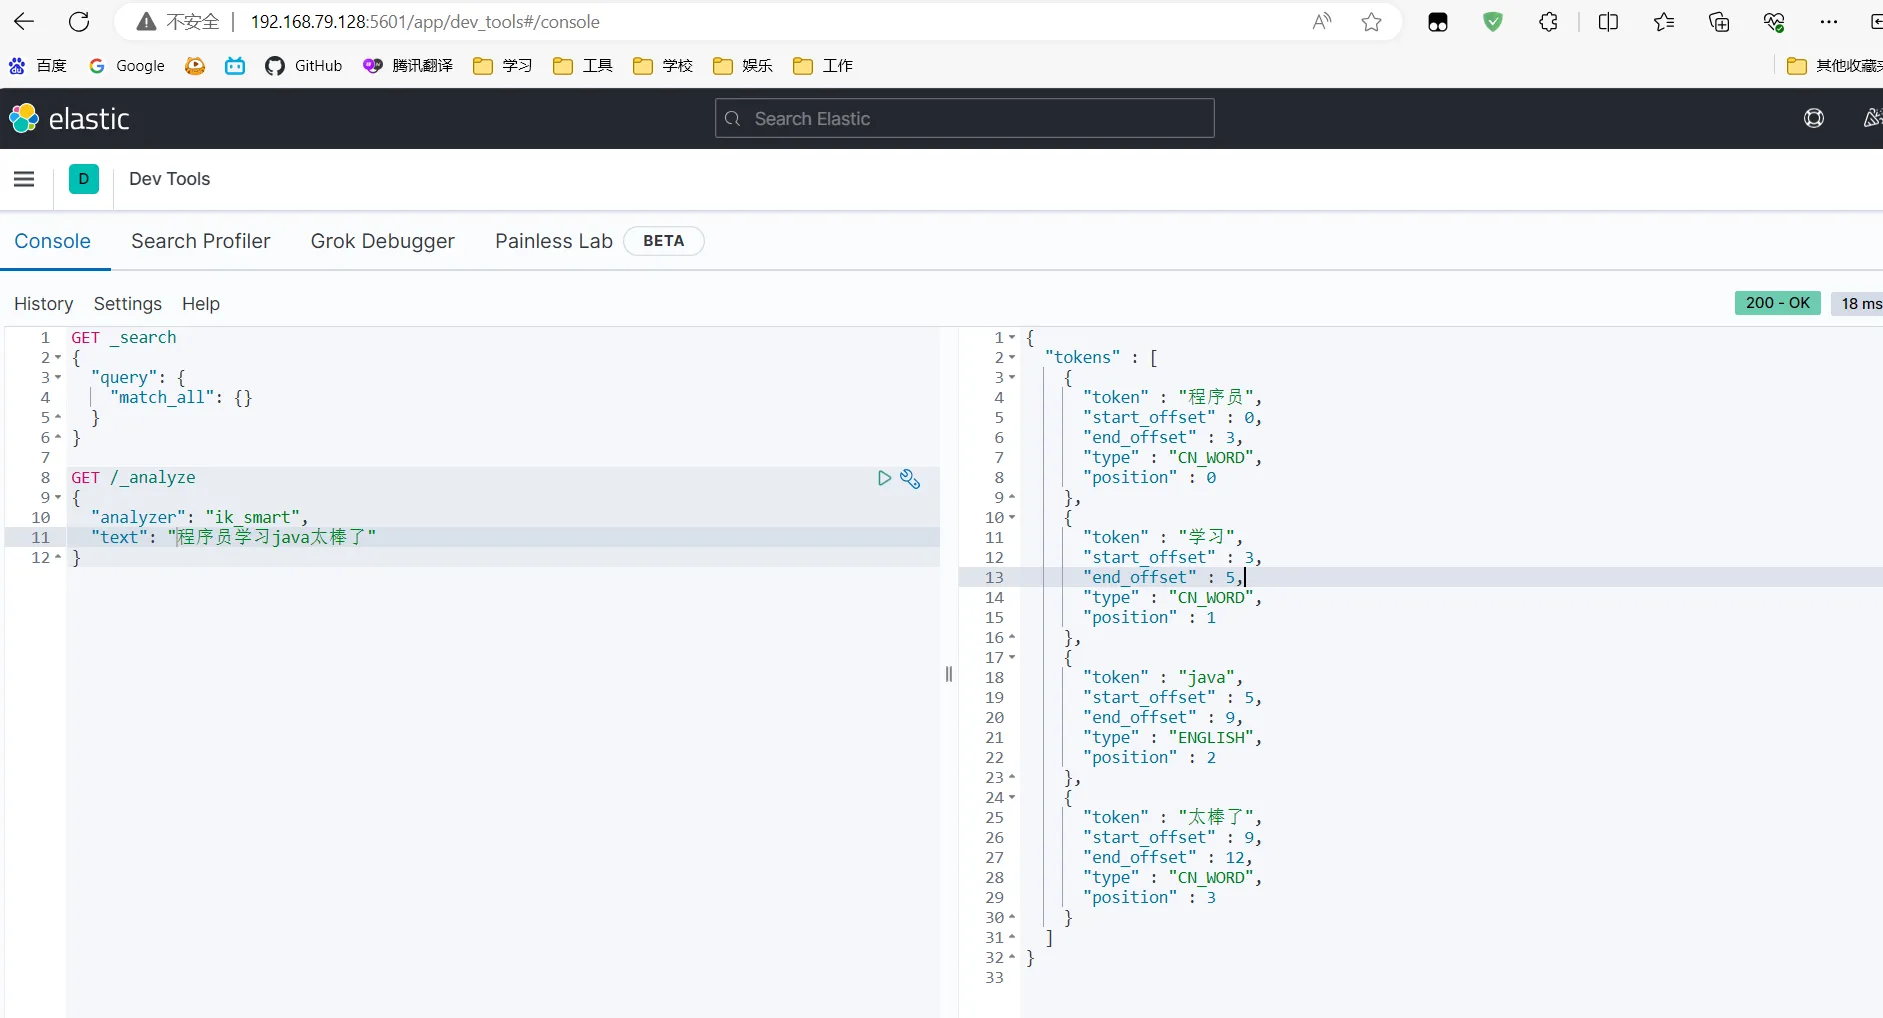 不安全 | 192.168.79.128:5601/app/dev_tools#/console
百度 Google GitHub 腾讯翻译 学习 工具 学校 娱乐 工作
elastic Search Elastic
D Dev Tools
Console Search Profiler Grok Debugger Painless Lab BETA
History Settings Help 200 - OK 18 ms
1 GET _search
2 {
3 "query": {
4 "match_all": {}
5 }
6 }
7
8 GET /_analyze
9 {
10 "analyzer": "ik_smart",
11 "text": "程序员学习java太棒了"
12 }
1 {
2 "tokens" : [
3 {
4 "token" : "程序员",
5 "start_offset" : 0,
6 "end_offset" : 3,
7 "type" : "CN_WORD",
8 "position" : 0
9 },
10 {
11 "token" : "学习",
12 "start_offset" : 3,
13 "end_offset" : 5,
14 "type" : "CN_WORD",
15 "position" : 1
16 },
17 {
18 "token" : "java",
19 "start_offset" : 5,
20 "end_offset" : 9,
21 "type" : "ENGLISH",
22 "position" : 2
23 },
24 {
25 "token" : "太棒了",
26 "start_offset" : 9,
27 "end_offset" : 12,
28 "type" : "CN_WORD",
29 "position" : 3
30 }
31 ]
32 }
33